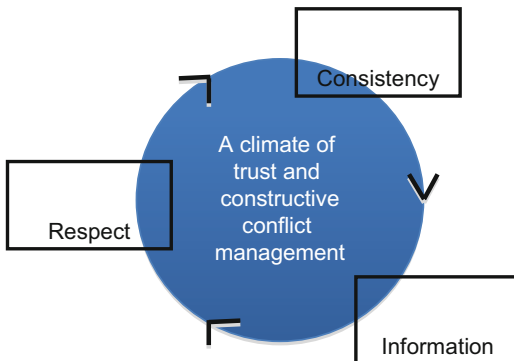 Consistency
A climate of
trust and
constructive
conflict
management
Respect
Information